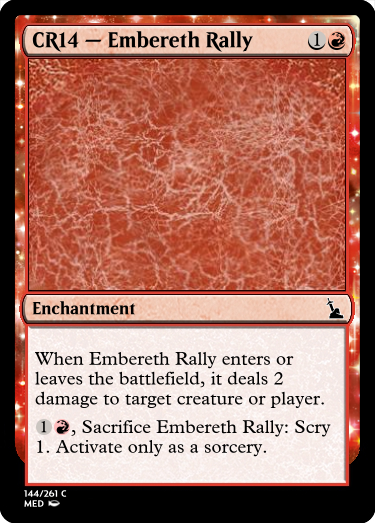 CR14 — Embereth Rally 1
Enchantment
When Embereth Rally enters or
leaves the battlefield, it deals 2
damage to target creature or player.
1 , Sacrifice Embereth Rally: Scry
1. Activate only as a sorcery.
144/261 C
MED